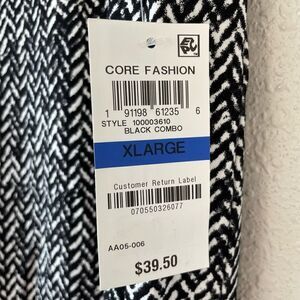 CORE FASHION
1 91198 61235 6
STYLE 100003610
BLACK COMBO
XLARGE
Customer Return Label
070550326077
AA05-006
$39.50